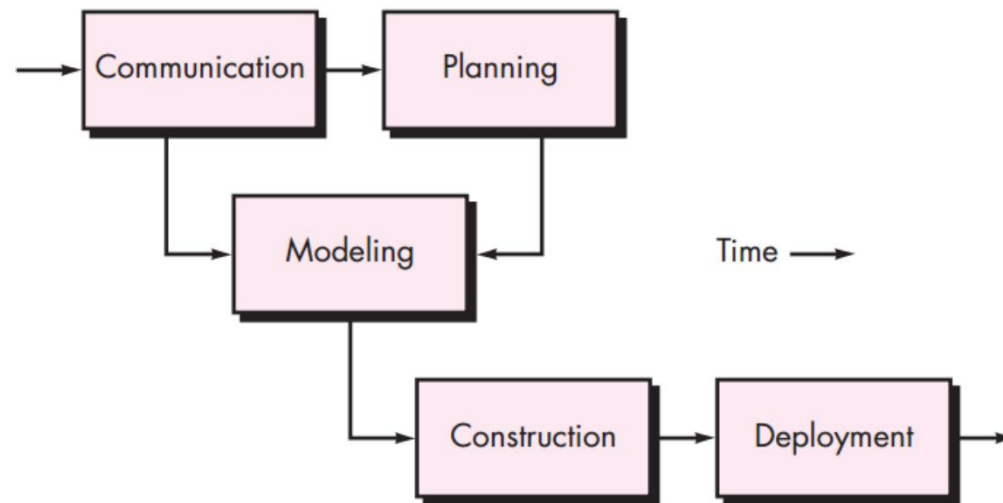 Communication
Planning
Modeling
Time
Construction
Deployment